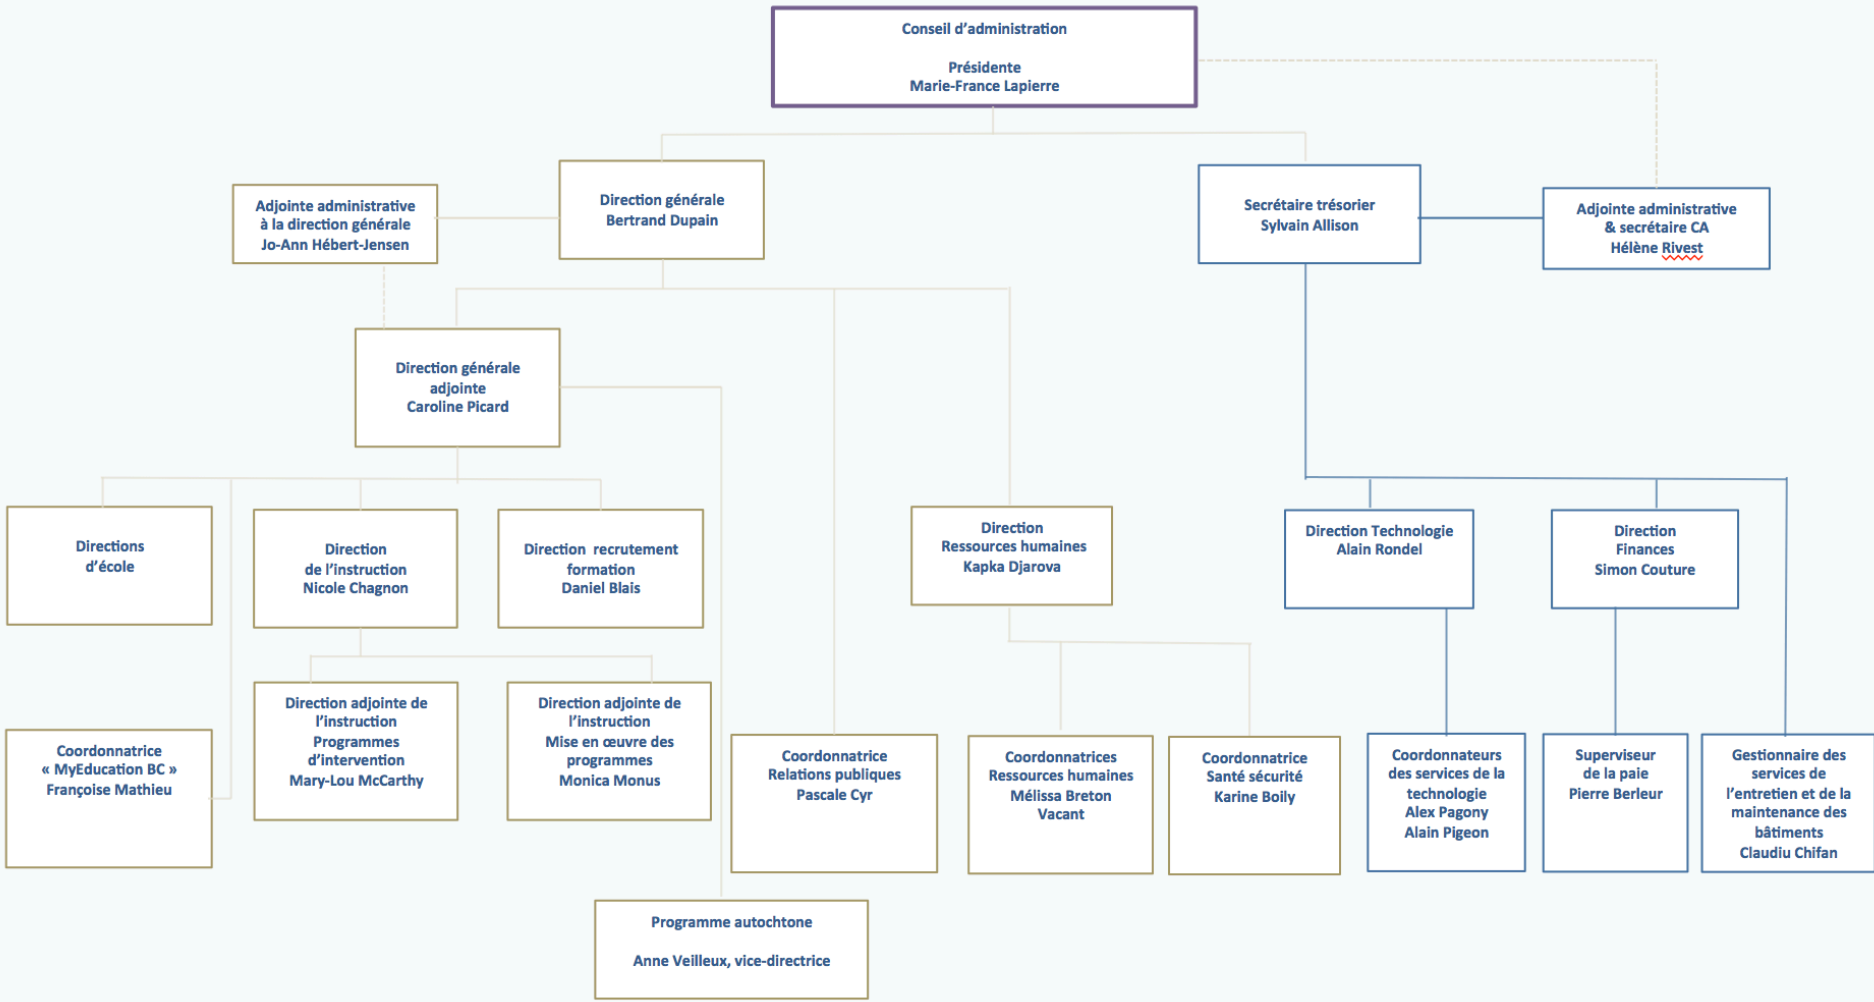 Conseil d'administration
Présidente
Marie-France Lapierre
Adjointe administrative
à la direction générale
Jo-Ann Hébert-Jensen
Direction générale
Bertrand Dupain
Secrétaire trésorier
Sylvain Allison
Adjointe administrative
& secrétaire CA
Hélène Rivest
Direction générale
adjointe
Caroline Picard
Directions
d'école
Direction
de l'instruction
Nicole Chagnon
Direction recrutement
formation
Daniel Blais
Direction
Ressources humaines
Kapka Djarova
Direction Technologie
Alain Rondel
Direction
Finances
Simon Couture
Coordonnatrice
« MyEducation BC »
Françoise Mathieu
Direction adjointe de
l'instruction
Programmes
d'intervention
Mary-Lou McCarthy
Direction adjointe de
l'instruction
Mise en œuvre des
programmes
Monica Monus
Coordonnatrice
Relations publiques
Pascale Cyr
Coordonnatrices
Ressources humaines
Mélissa Breton
Vacant
Coordonnatrice
Santé sécurité
Karine Boily
Coordonnateurs
des services de la
technologie
Alex Pagony
Alain Pigeon
Superviseur
de la paie
Pierre Berleur
Gestionnaire des
services de
l'entretien et de la
maintenance des
bâtiments
Claudiu Chifan
Programme autochtone
Anne Veilleux, vice-directrice